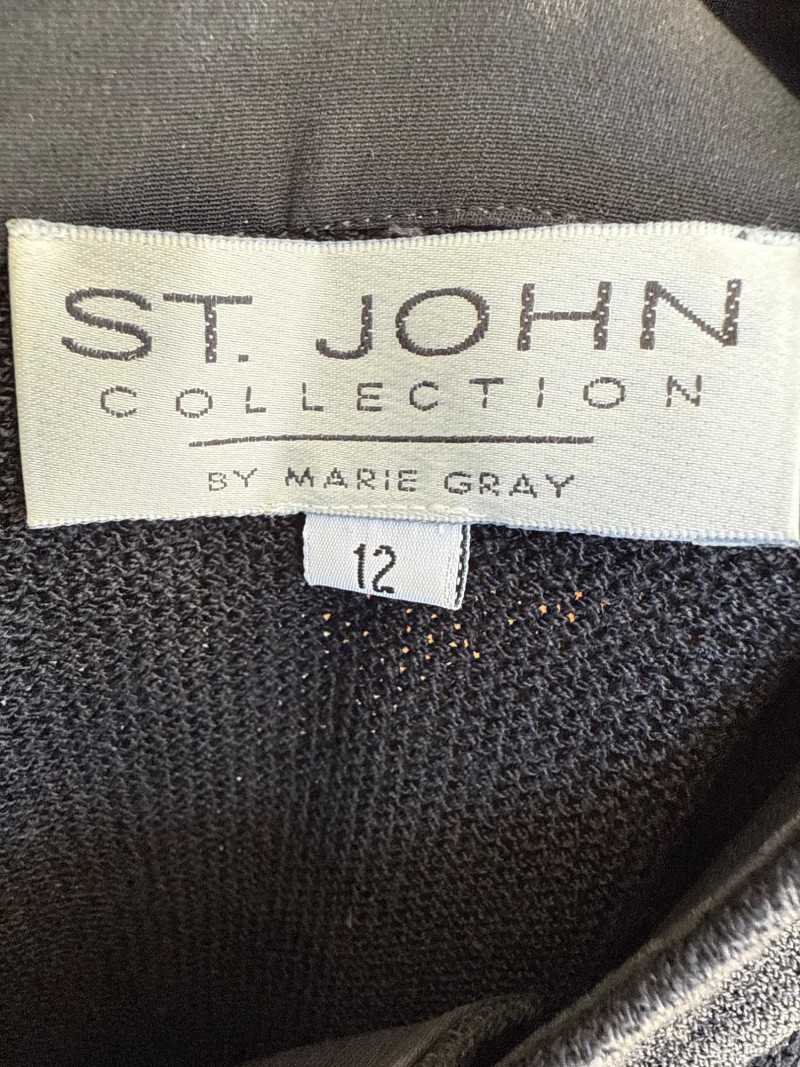 ST. JOHN
COLLECTION
BY MARIE GRAY
12